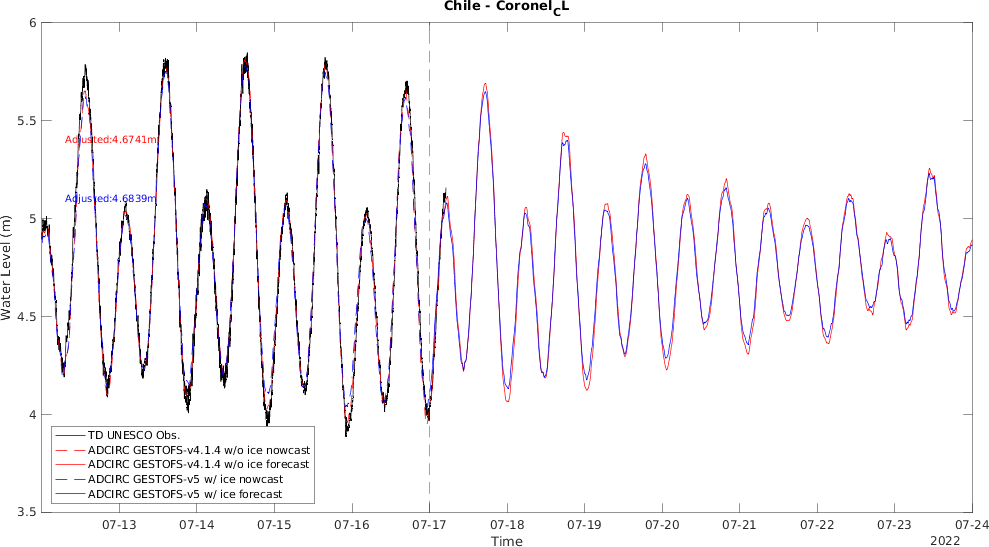 Chile - Coronel_CL
6
5.5
5
4.5
4
3.5
Water Level (m)
Adjusted:4.6741m
Adjusted:4.6839m
TD UNESCO Obs.
ADCIRC GESTOFS-v4.1.4 w/o ice nowcast
ADCIRC GESTOFS-v4.1.4 w/o ice forecast
ADCIRC GESTOFS-v5 w/ ice nowcast
ADCIRC GESTOFS-v5 w/ ice forecast
07-13 07-14 07-15 07-16 07-17 07-18 07-19 07-20 07-21 07-22 07-23 07-24
Time
2022